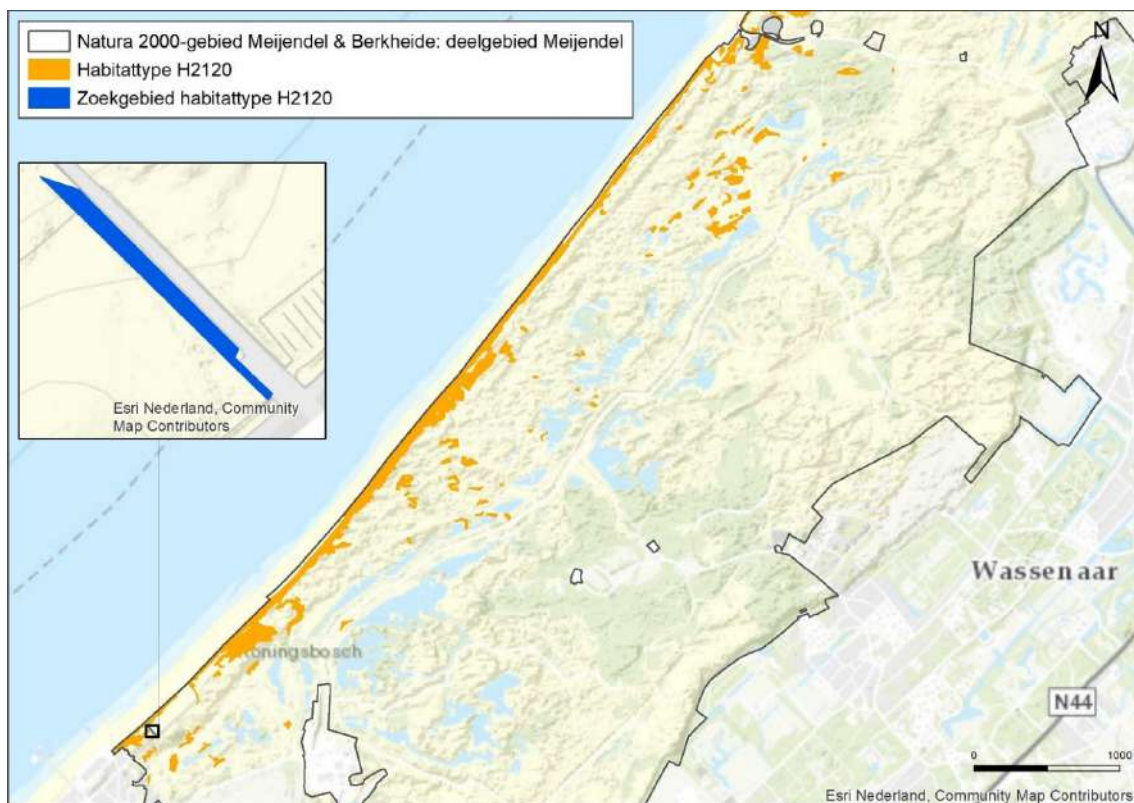 Natura 2000-gebied Meijendel & Berkheide: deelgebied Meijendel
Habitattype H2120
Zoekgebied habitattype H2120
N
Esri Nederland, Community
Map Contributors
Wassenaar
oningsbosch
N44
0 1000
Esri Nederland, Community Map Contributors